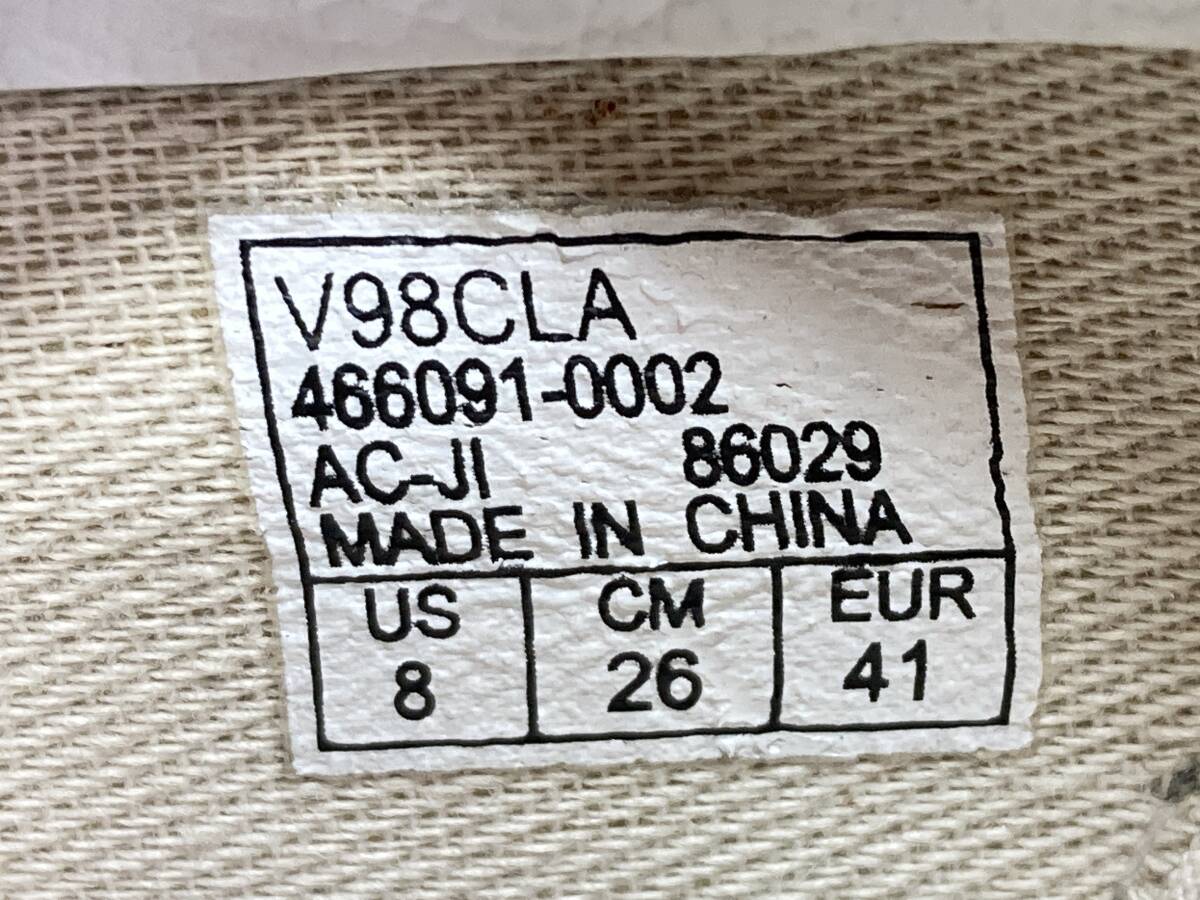 V98CLA
466091-0002
AC-JI 86029
MADE IN CHINA
US CM EUR
8 26 41